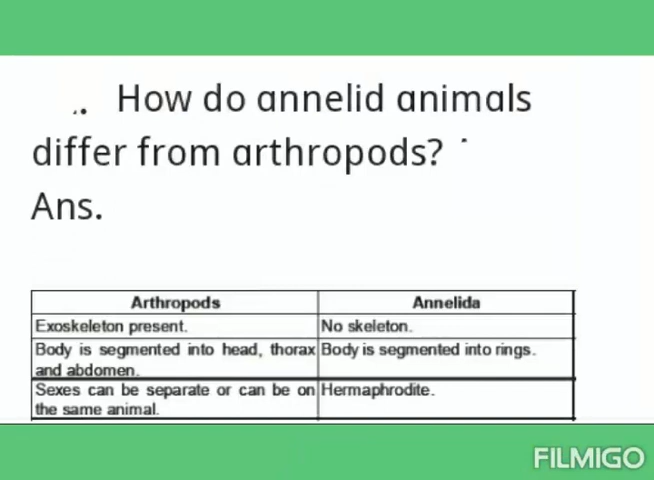 How do annelid animals
differ from arthropods?
Ans.
Arthropods Annelida
Exoskeleton present. No skeleton.
Body is segmented into head, thorax Body is segmented into rings.
and abdomen.
Sexes can be separate or can be on Hermaphrodite.
the same animal.
FILMIGO